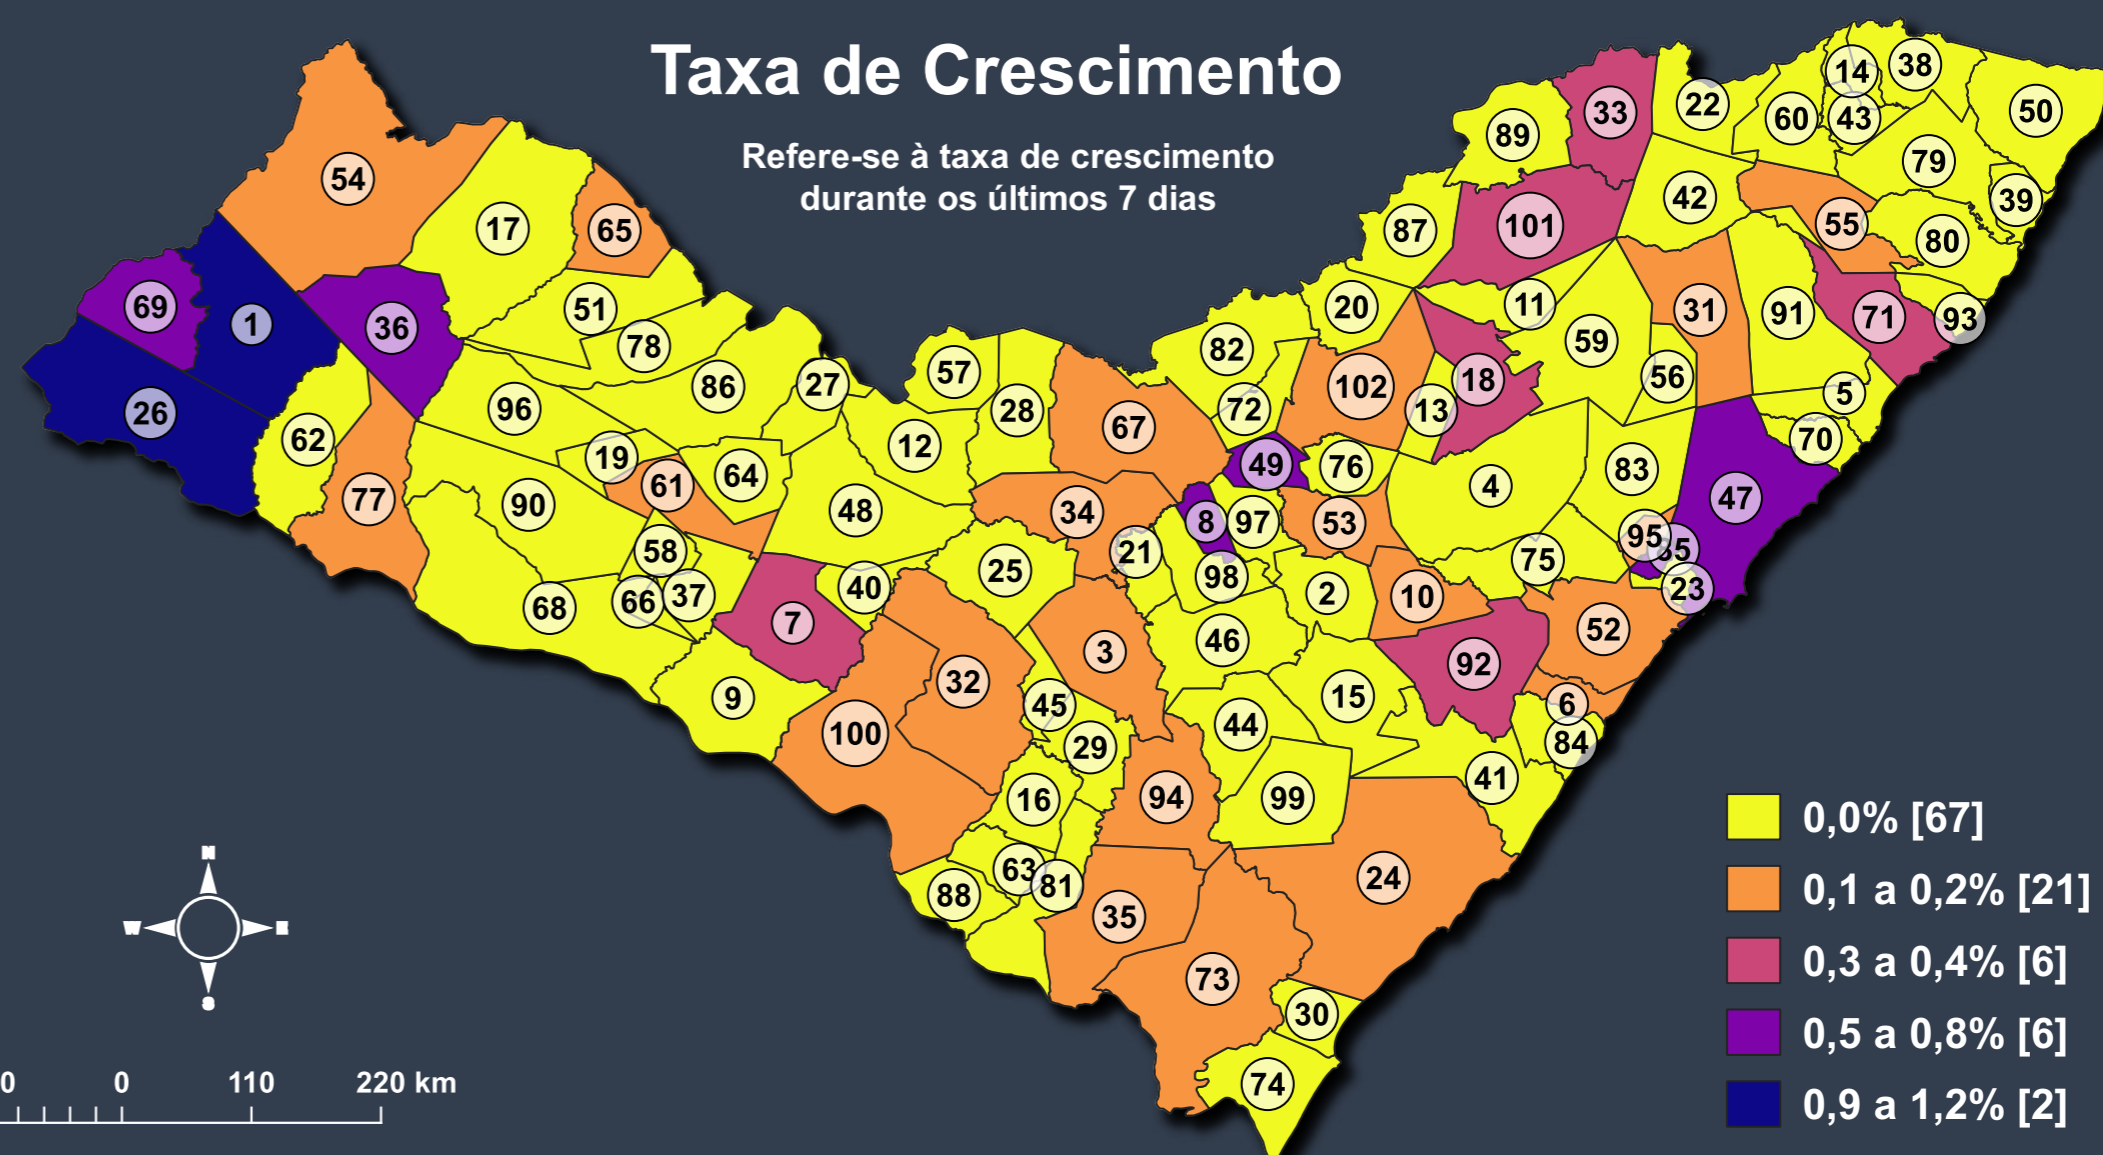 Taxa de Crescimento
Refere-se à taxa de crescimento
durante os últimos 7 dias
14 38
33 22 60 43 50
89
54 79
42 39
17 65 87 101 55 80
69 1 36 51 20 11 31 91 71 93
78 82 59
57 102 18 56
26 96 86 27 28 72 13 5
62 12 67 70
19 64 49 76 83
77 90 61 48 34 4 47
8 97 53
58 21 95 85
25 98 75
68 66 37 40 2 10 23
7 46 52
9 32 3 92
100 45 15 6
29 44 84
16 94 99 41
63 81 24
88 35
73
30
74
N
W E
S
0 0 110 220 km
0,0% [67]
0,1 a 0,2% [21]
0,3 a 0,4% [6]
0,5 a 0,8% [6]
0,9 a 1,2% [2]